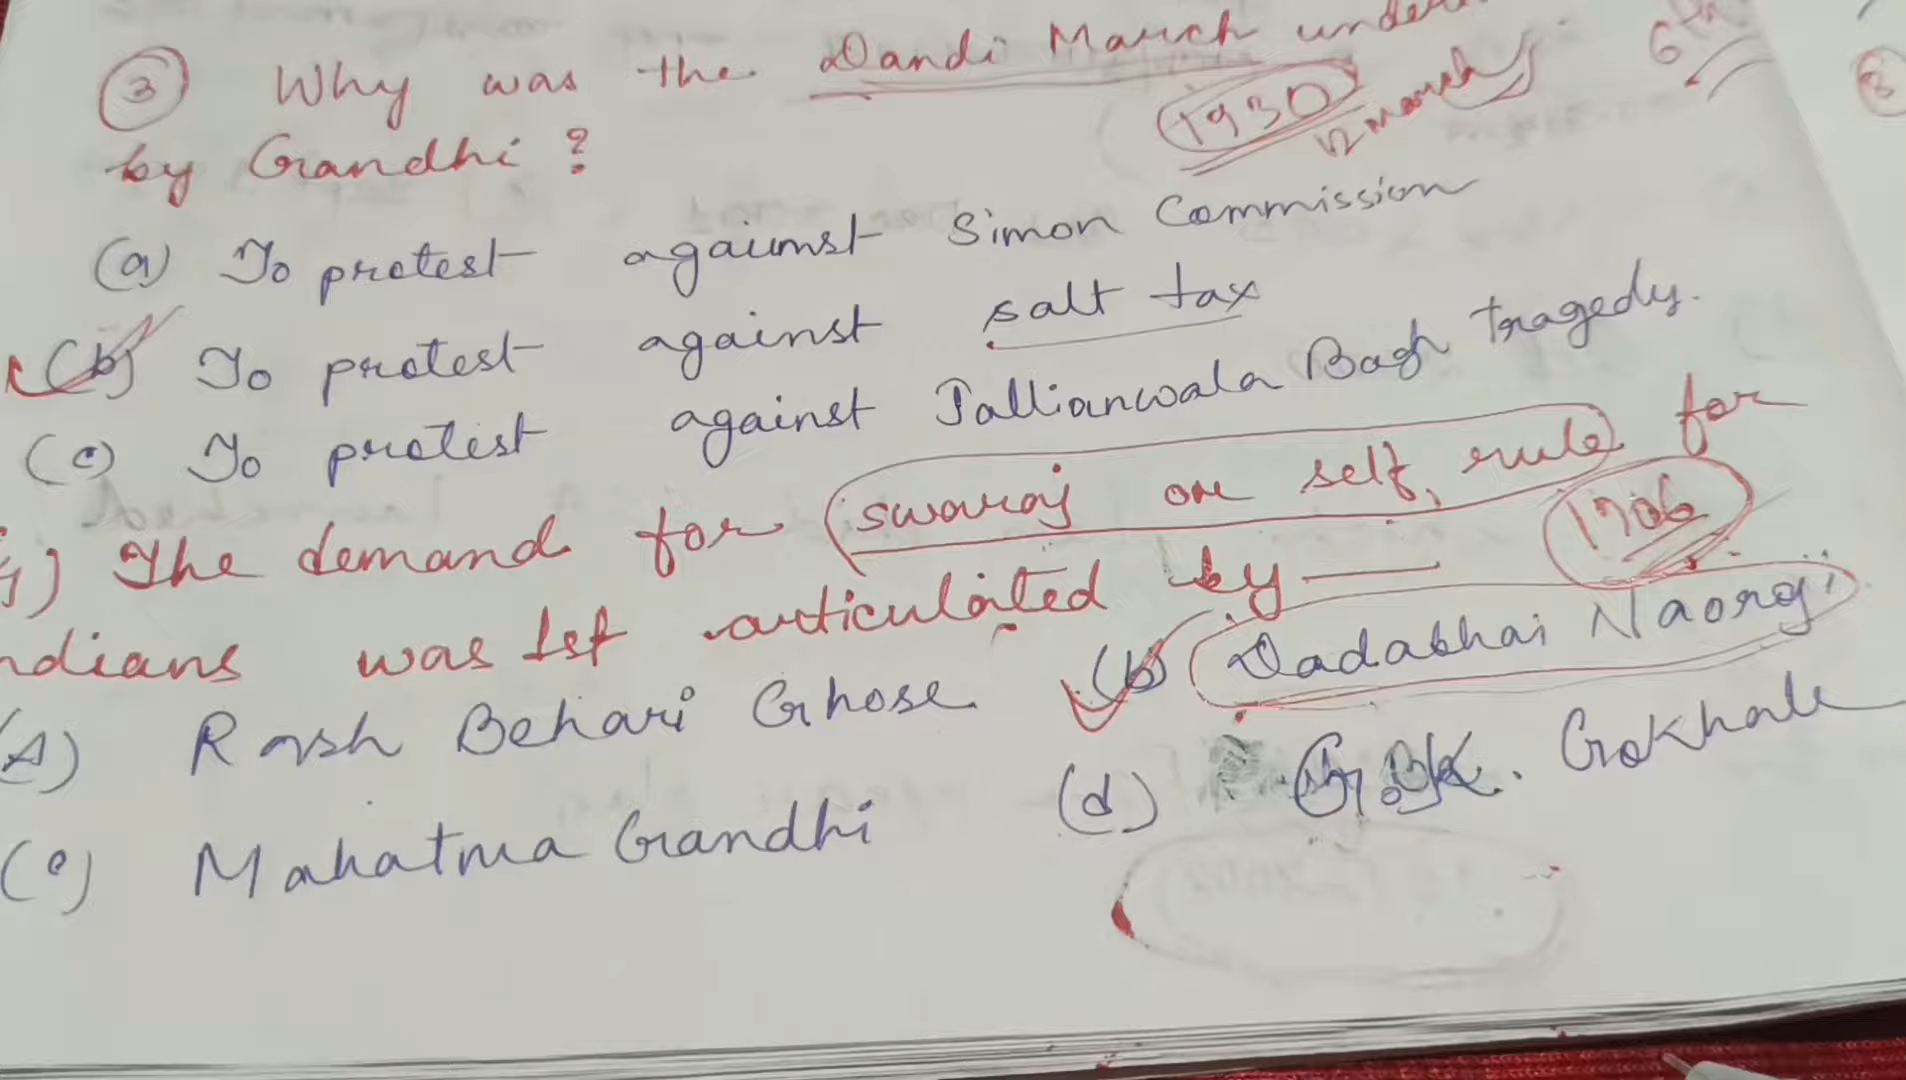 ③ Why was the Dandi March under
1930 12 march 6th
by Gandhi ?
(a) To protest against Simon Commission
(b) To protest against salt tax
(c) To protest against Jallianwala Bagh tragedy.
) The demand for swaraj or self, rule for
1906
ndians was 1st articulated by —
(A) Rash Behari Ghose (b) Dadabhai Naoroji
(c) Mahatma Gandhi (d) G.K. Gokhale